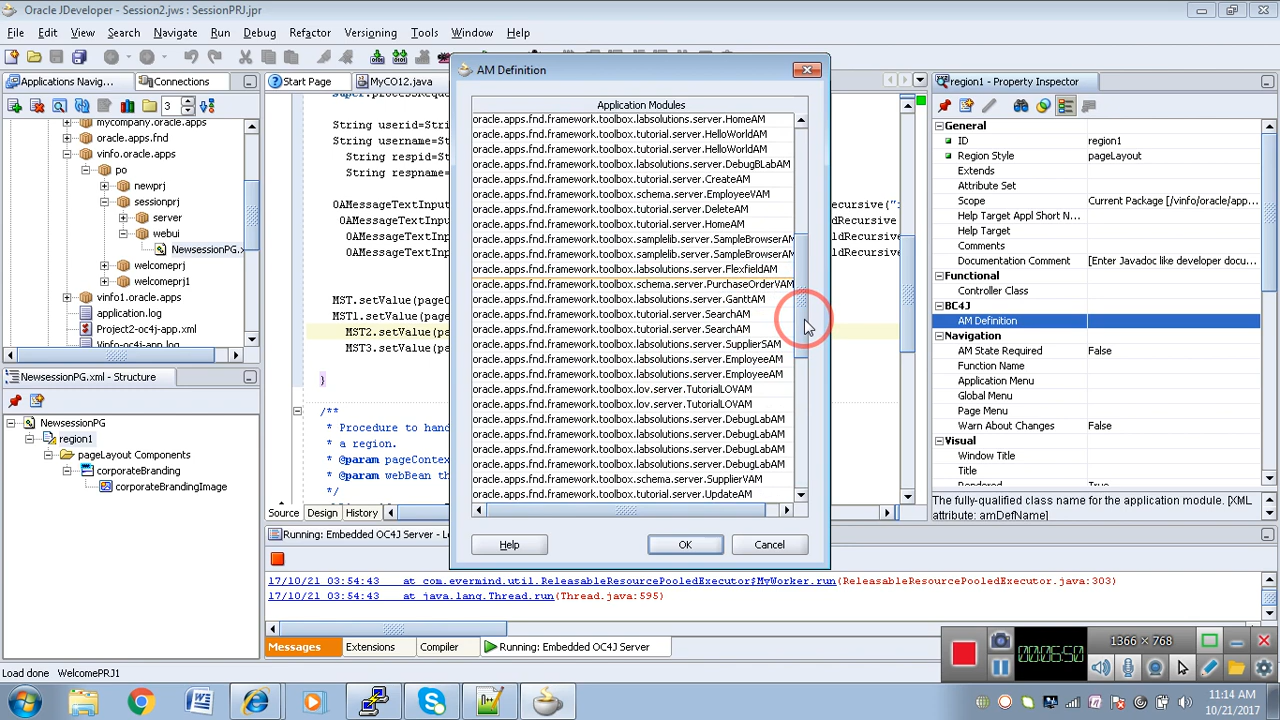 Oracle JDeveloper - Session2.jws : SessionPRJ.jpr
File Edit View Search Navigate Run Debug Refactor Versioning Tools Window Help
Applications Navig... Connections
3
mycompany.oracle.apps
oracle.apps.fnd
vinfo.oracle.apps
po
newprj
sessionprj
server
webui
NewsessionPG.x
welcomeprj
welcomeprj1
vinfo1.oracle.apps
application.log
Project2-oc4j-app.xml
vinfo-oc4j-app.log
NewsessionPG.xml - Structure
NewsessionPG
region1
pageLayout Components
corporateBranding
corporateBrandingImage
Start Page MyCO12.java
super.processReque
String userid=Stri
String username=St
String respid=
String respname
OAMessageTextInput
OAMessageTextInpu
OAMessageTextInpu
OAMessageTextInpu
MST.setValue(pageC
MST1.setValue(page
MST2.setValue(pa
MST3.setValue(pa
}
/**
* Procedure to hand
* a region.
* @param pageContex
* @param webBean th
*/
Source Design History
AM Definition
Application Modules
oracle.apps.fnd.framework.toolbox.labsolutions.server.HomeAM
oracle.apps.fnd.framework.toolbox.tutorial.server.HelloWorldAM
oracle.apps.fnd.framework.toolbox.tutorial.server.HelloWorldAM
oracle.apps.fnd.framework.toolbox.labsolutions.server.DebugBLabAM
oracle.apps.fnd.framework.toolbox.tutorial.server.CreateAM
oracle.apps.fnd.framework.toolbox.schema.server.EmployeeVAM
oracle.apps.fnd.framework.toolbox.tutorial.server.DeleteAM
oracle.apps.fnd.framework.toolbox.tutorial.server.HomeAM
oracle.apps.fnd.framework.toolbox.samplelib.server.SampleBrowserAM
oracle.apps.fnd.framework.toolbox.samplelib.server.SampleBrowserAM
oracle.apps.fnd.framework.toolbox.labsolutions.server.FlexfieldAM
oracle.apps.fnd.framework.toolbox.schema.server.PurchaseOrderVAM
oracle.apps.fnd.framework.toolbox.labsolutions.server.GanttAM
oracle.apps.fnd.framework.toolbox.tutorial.server.SearchAM
oracle.apps.fnd.framework.toolbox.tutorial.server.SearchAM
oracle.apps.fnd.framework.toolbox.labsolutions.server.SupplierSAM
oracle.apps.fnd.framework.toolbox.labsolutions.server.EmployeeAM
oracle.apps.fnd.framework.toolbox.labsolutions.server.EmployeeAM
oracle.apps.fnd.framework.toolbox.lov.server.TutorialLOVAM
oracle.apps.fnd.framework.toolbox.lov.server.TutorialLOVAM
oracle.apps.fnd.framework.toolbox.labsolutions.server.DebugLabAM
oracle.apps.fnd.framework.toolbox.labsolutions.server.DebugLabAM
oracle.apps.fnd.framework.toolbox.labsolutions.server.DebugLabAM
oracle.apps.fnd.framework.toolbox.labsolutions.server.DebugLabAM
oracle.apps.fnd.framework.toolbox.schema.server.SupplierVAM
oracle.apps.fnd.framework.toolbox.tutorial.server.UpdateAM
Help OK Cancel
Recursive(":
ldRecursive
ldRecursive
ldRecursive
region1 - Property Inspector
General
ID region1
Region Style pageLayout
Extends
Attribute Set
Scope Current Package [/vinfo/oracle/app...
Help Target Appl Short N...
Help Target
Comments
Documentation Comment [Enter Javadoc like developer docu...
Functional
Controller Class
BC4J
AM Definition
Navigation
AM State Required False
Function Name
Application Menu
Global Menu
Page Menu
Warn About Changes False
Visual
Window Title
Title
Rendered True
The fully-qualified class name for the application module. [XML
attribute: amDefName]
Running: Embedded OC4J Server - Lo
17/10/21 03:54:43 at com.evermind.util.ReleasableResourcePooledExecutor$MyWorker.run(ReleasableResourcePooledExecutor.java:303)
17/10/21 03:54:43 at java.lang.Thread.run(Thread.java:595)
Messages Extensions Compiler Running: Embedded OC4J Server
Load done WelcomePRJ1
00:06:50
1366 × 768
11:14 AM
10/21/2017